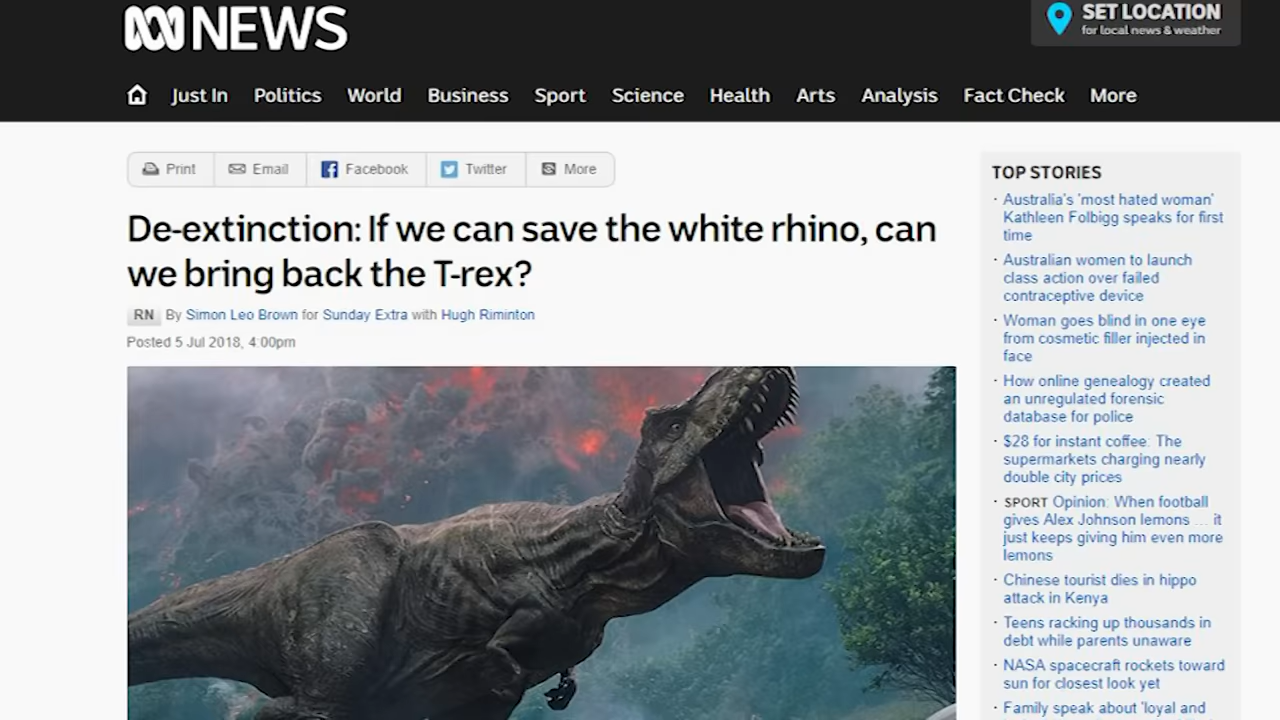 NEWS
SET LOCATION
for local news & weather
Just In Politics World Business Sport Science Health Arts Analysis Fact Check More
Print Email Facebook Twitter More
De-extinction: If we can save the white rhino, can
we bring back the T-rex?
RN By Simon Leo Brown for Sunday Extra with Hugh Riminton
Posted 5 Jul 2018, 4:00pm
TOP STORIES
Australia's 'most hated woman'
Kathleen Folbigg speaks for first
time
Australian women to launch
class action over failed
contraceptive device
Woman goes blind in one eye
from cosmetic filler injected in
face
How online genealogy created
an unregulated forensic
database for police
$28 for instant coffee: The
supermarkets charging nearly
double city prices
SPORT Opinion: When football
gives Alex Johnson lemons ... it
just keeps giving him even more
lemons
Chinese tourist dies in hippo
attack in Kenya
Teens racking up thousands in
debt while parents unaware
NASA spacecraft rockets toward
sun for closest look yet
Family speak about 'loyal and